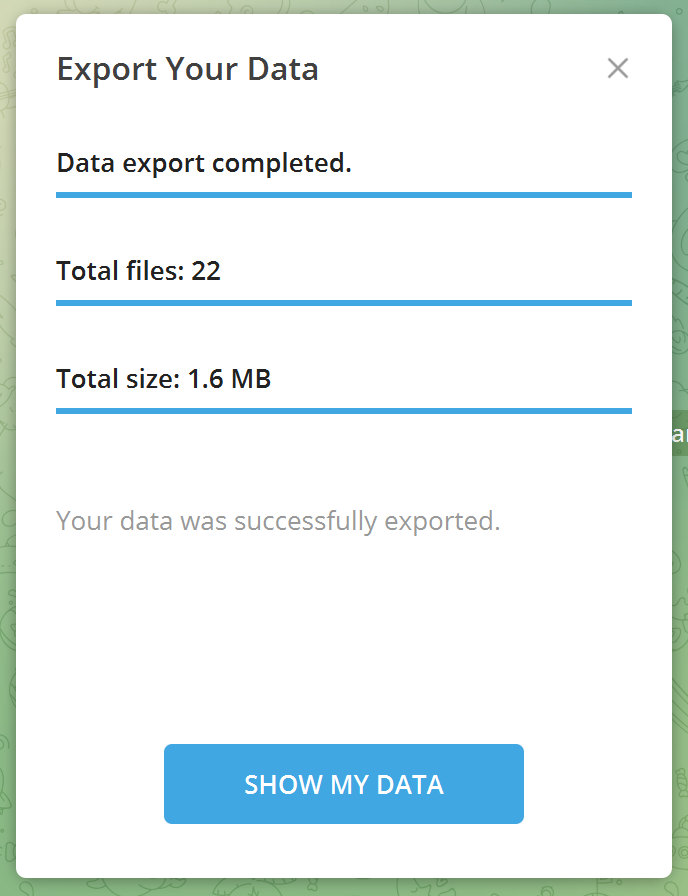 Export Your Data
Data export completed.
Total files: 22
Total size: 1.6 MB
Your data was successfully exported.
SHOW MY DATA